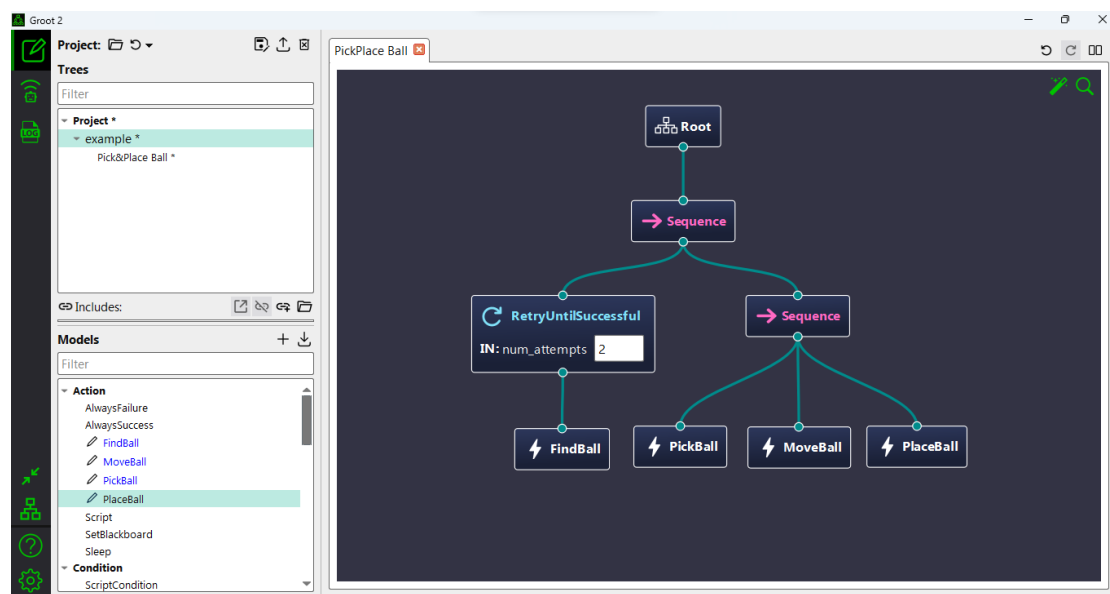 Groot 2
Project:
Trees
Filter
Project *
example *
Pick&Place Ball *
Includes:
Models
Filter
Action
AlwaysFailure
AlwaysSuccess
FindBall
MoveBall
PickBall
PlaceBall
Script
SetBlackboard
Sleep
Condition
ScriptCondition
LOG
PickPlace Ball
Root
Sequence
RetryUntilSuccessful
IN: num_attempts 2
Sequence
FindBall
PickBall
MoveBall
PlaceBall